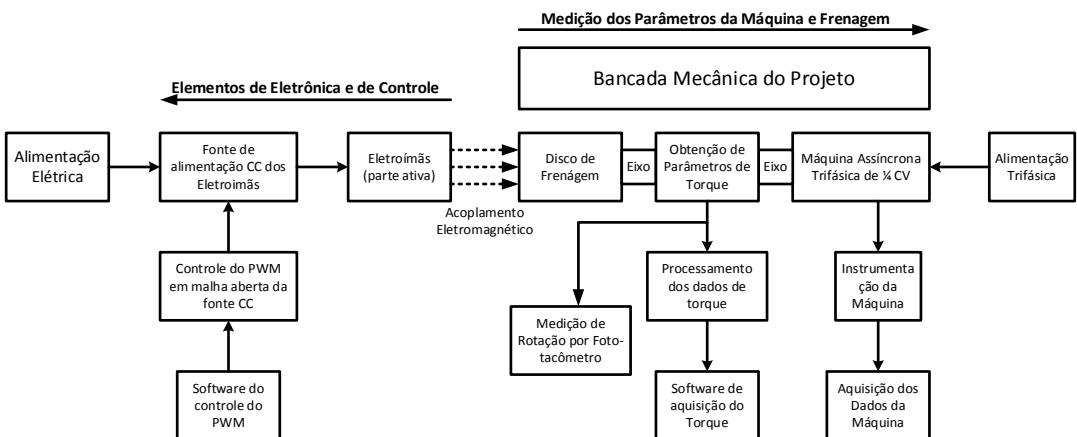 Medição dos Parâmetros da Máquina e Frenagem
Bancada Mecânica do Projeto
Elementos de Eletrônica e de Controle
Alimentação
Elétrica
Fonte de
alimentação CC dos
Eletroimãs
Eletroímãs
(parte ativa)
Disco de
Frenágem
Eixo
Obtenção de
Parâmetros de
Torque
Eixo
Máquina Assíncrona
Trifásica de ¼ CV
Alimentação
Trifásica
Acoplamento
Eletromagnético
Controle do PWM
em malha aberta da
fonte CC
Processamento
dos dados de
torque
Instrumenta
ção da
Máquina
Medição de
Rotação por Foto-
tacômetro
Software do
controle do
PWM
Software de
aquisição do
Torque
Aquisição dos
Dados da
Máquina